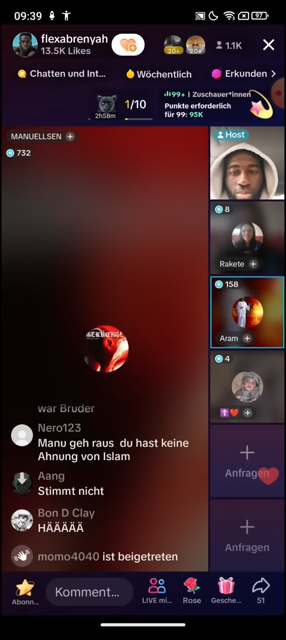 09:39
97
flexabrenyah
13.5K Likes
20+
20+
1.1K
Chatten und Int...
Wöchentlich
Erkunden
2h58m
1/10
99+ | Zuschauer*innen
Punkte erforderlich
für 99: 95K
MANUELLSEN
732
Host
8
Rakete
158
Aram
4
Anfragen
Anfragen
war Bruder
Nero123
Manu geh raus du hast keine
Ahnung von Islam
Aang
Stimmt nicht
Bon D Clay
HÄÄÄÄÄ
momo4040 ist beigetreten
Abonn...
Komment...
LIVE mi...
Rose
Gesche...
51